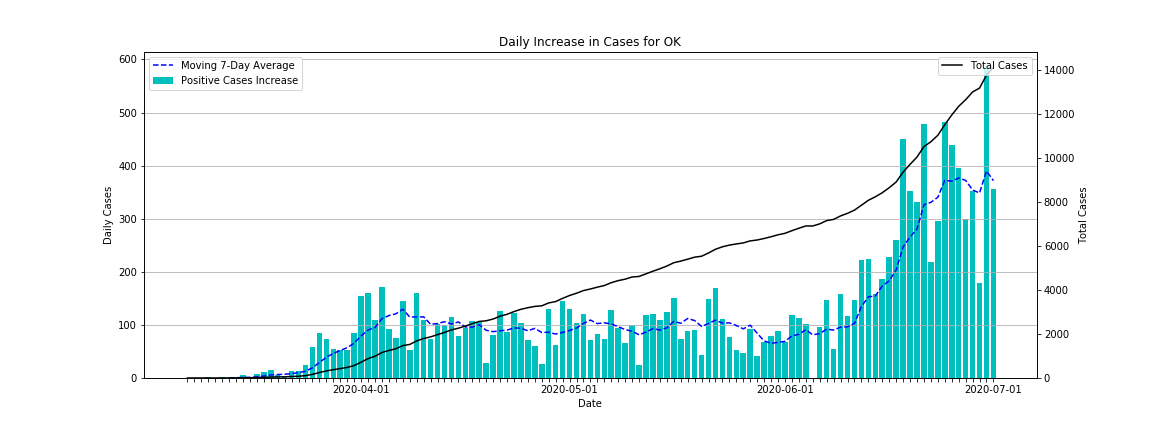 Daily Increase in Cases for OK
Moving 7-Day Average
Positive Cases Increase
Total Cases
600
500
400
300
200
100
0
Daily Cases
14000
12000
10000
8000
6000
4000
2000
0
Total Cases
2020-04-01
2020-05-01
2020-06-01
2020-07-01
Date